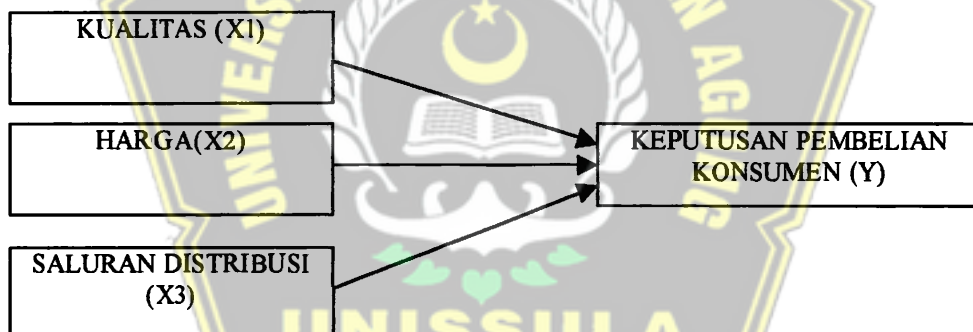 KUALITAS (X1)
HARGA(X2)
KEPUTUSAN PEMBELIAN
KONSUMEN (Y)
SALURAN DISTRIBUSI
(X3)
UNISSULA